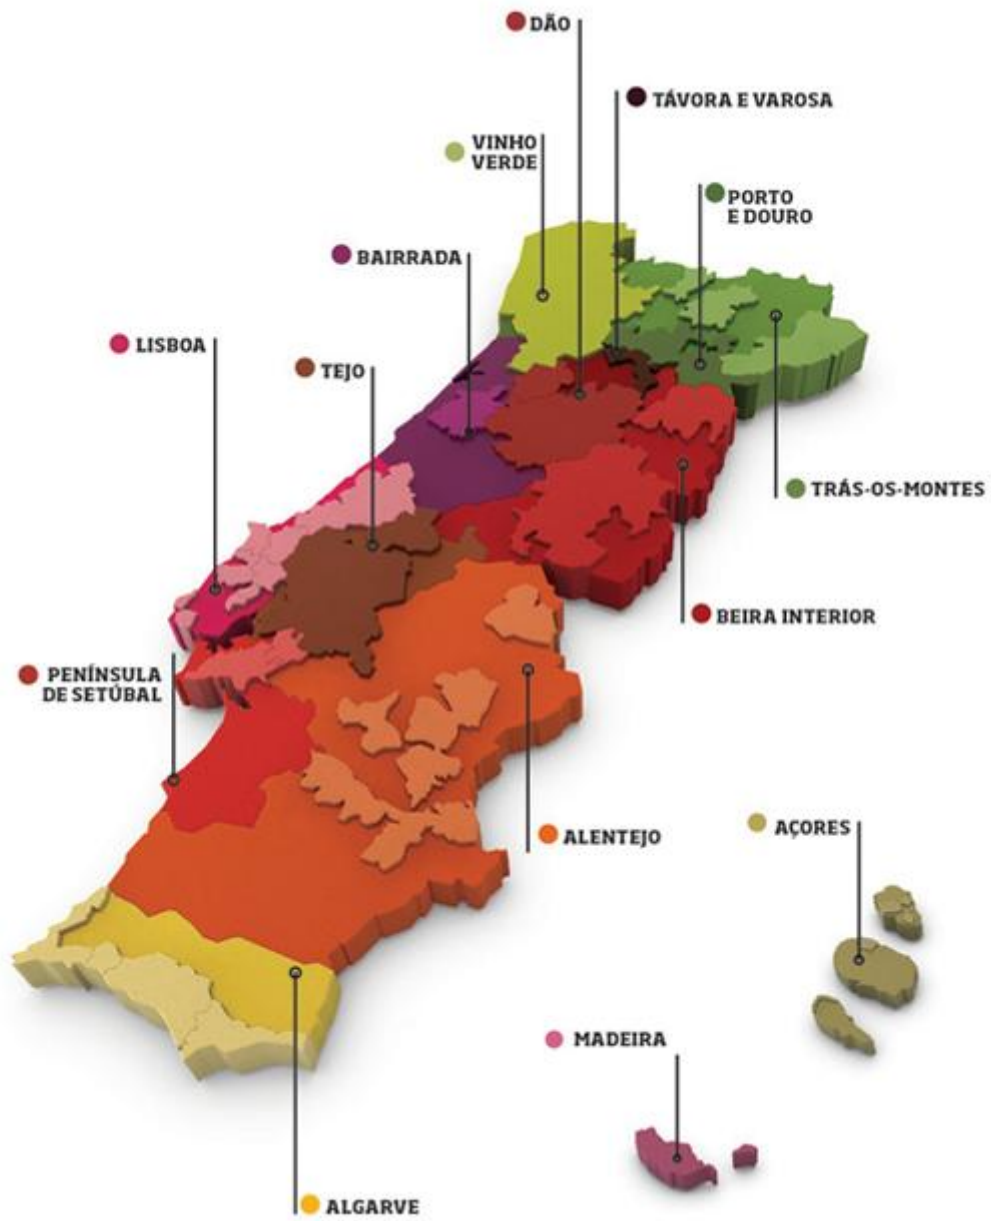 DÃO
TÁVORA E VAROSA
VINHO
VERDE
PORTO
E DOURO
BAIRRADA
LISBOA
TEJO
TRÁS-OS-MONTES
BEIRA INTERIOR
PENÍNSULA
DE SETÚBAL
ALENTEJO
AÇORES
MADEIRA
ALGARVE